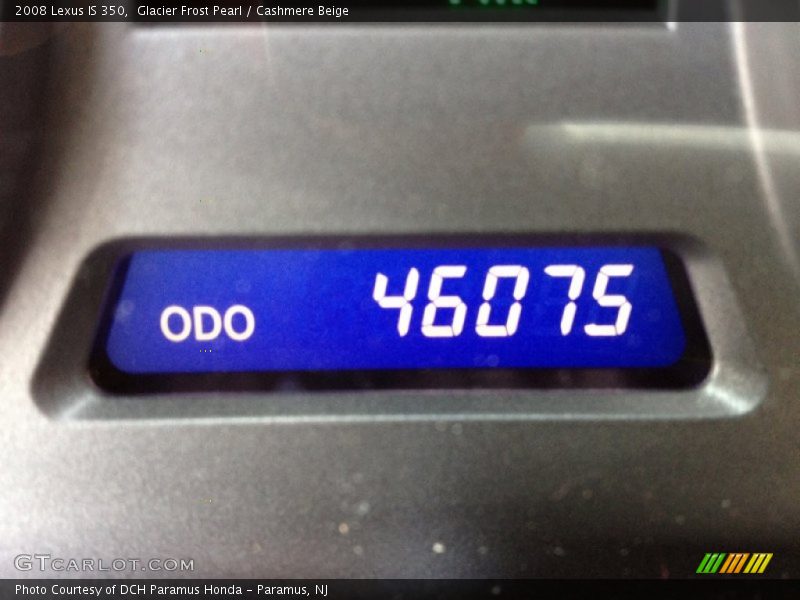 2008 Lexus IS 350,  Glacier Frost Pearl / Cashmere Beige
ODO 46075
GTCARLOT.COM
Photo Courtesy of DCH Paramus Honda - Paramus, NJ